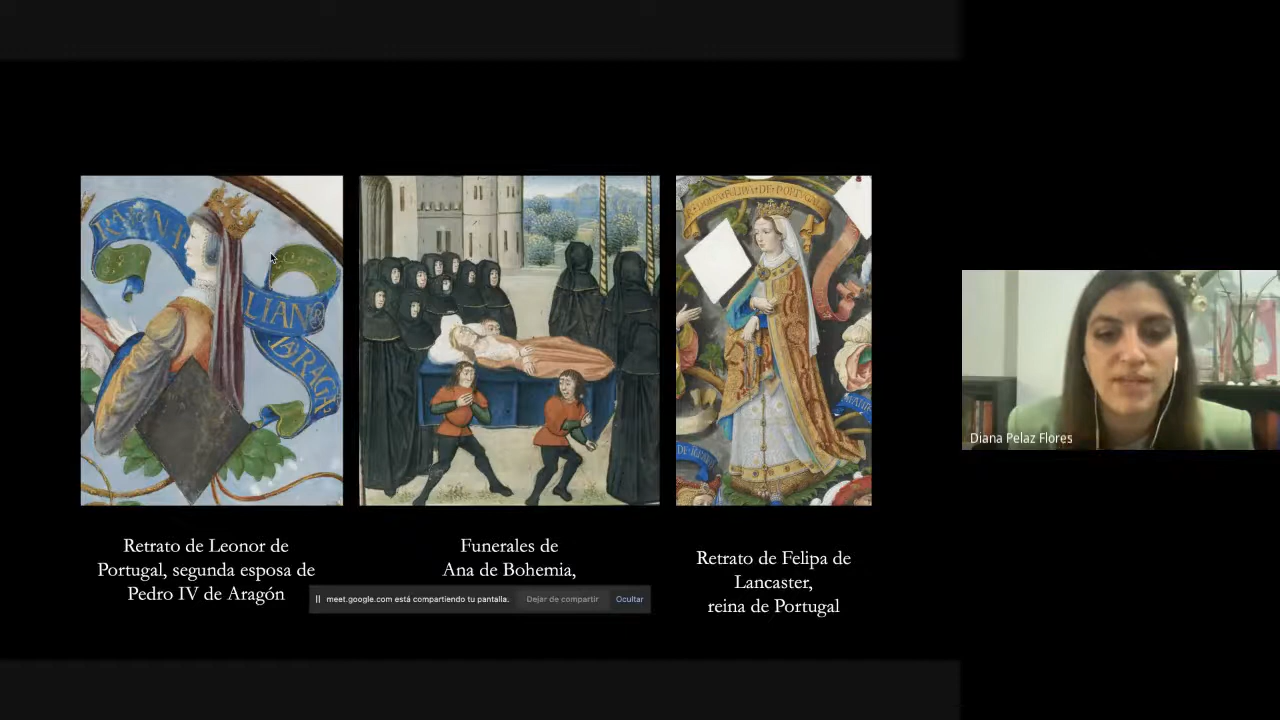 Retrato de Leonor de
Portugal, segunda esposa de
Pedro IV de Aragón
Funerales de
Ana de Bohemia,
Retrato de Felipa de
Lancaster,
reina de Portugal
meet.google.com está compartiendo tu pantalla.
Dejar de compartir
Ocultar
Diana Pelaz Flores